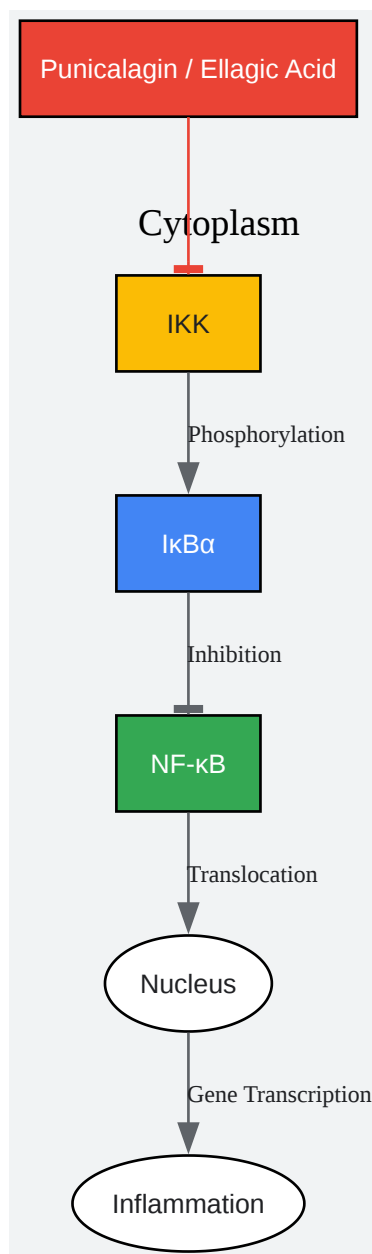 Punicalagin / Ellagic Acid
Cytoplasm
IKK
Phosphorylation
IκBα
Inhibition
NF-κB
Translocation
Nucleus
Gene Transcription
Inflammation